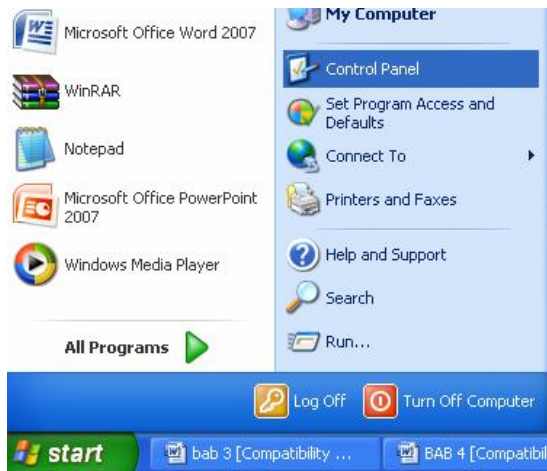 Microsoft Office Word 2007
WinRAR
Notepad
Microsoft Office PowerPoint
2007
Windows Media Player
All Programs
My Computer
Control Panel
Set Program Access and
Defaults
Connect To
Printers and Faxes
Help and Support
Search
Run...
Log Off
Turn Off Computer
start
bab 3 [Compatibility ...
BAB 4 [Compatibil